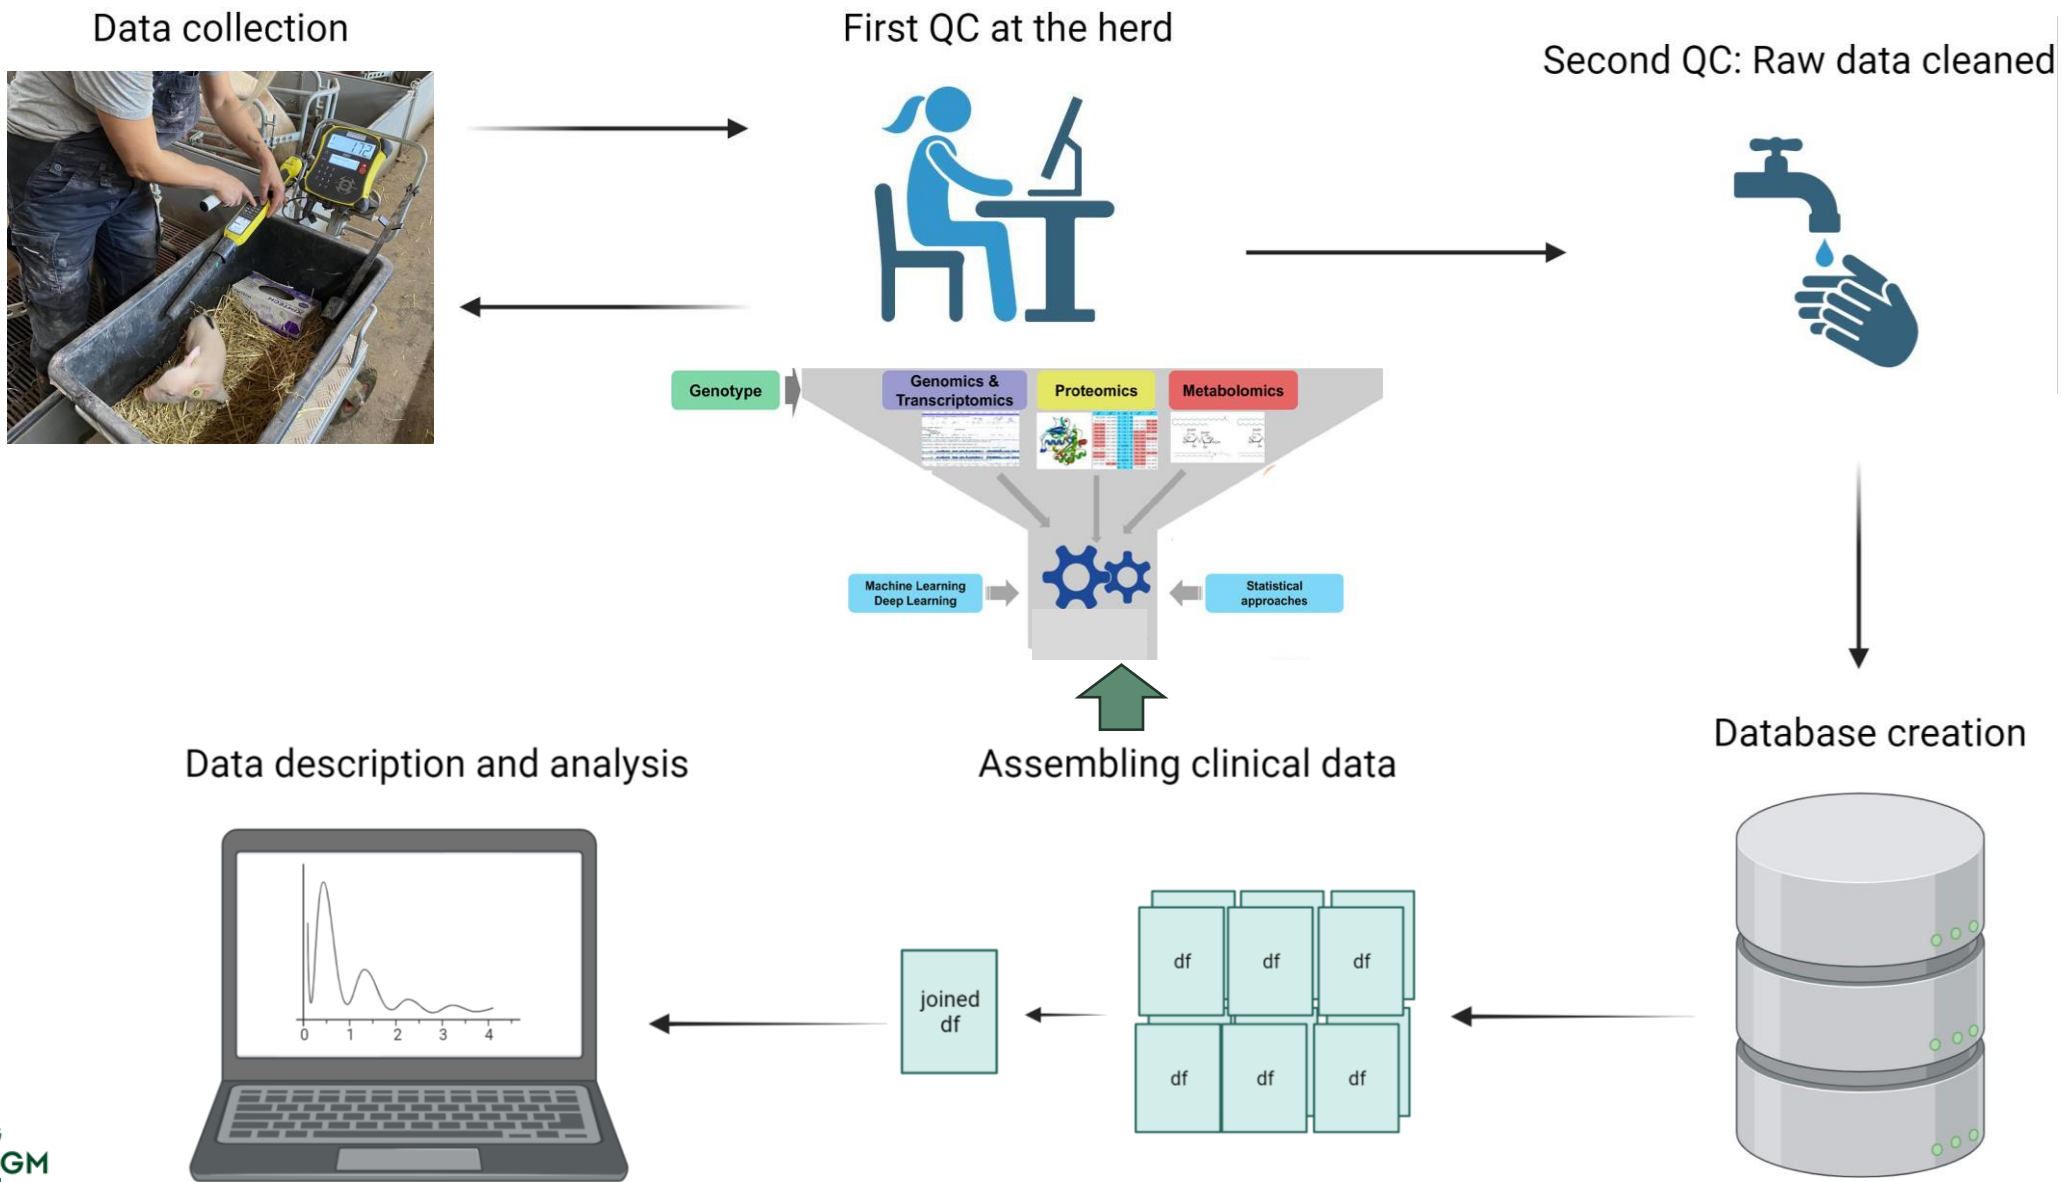 Data collection
First QC at the herd
Second QC: Raw data cleaned
172
Genotype
Genomics &
Transcriptomics
Proteomics
Metabolomics
Machine Learning
Deep Learning
Statistical
approaches
Data description and analysis
Assembling clinical data
Database creation
0 1 2 3 4
joined
df
df df df
df df df
GM